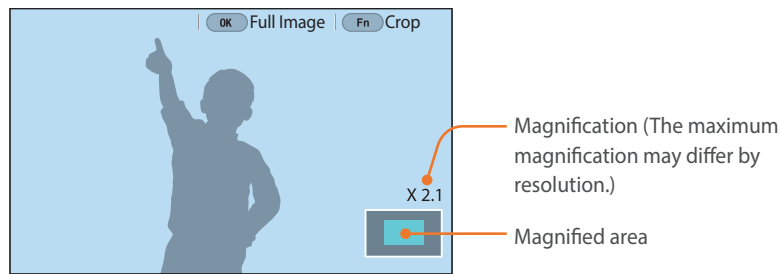 OK Full Image Fn Crop
Magnification (The maximum
magnification may differ by
resolution.)
X 2.1
Magnified area